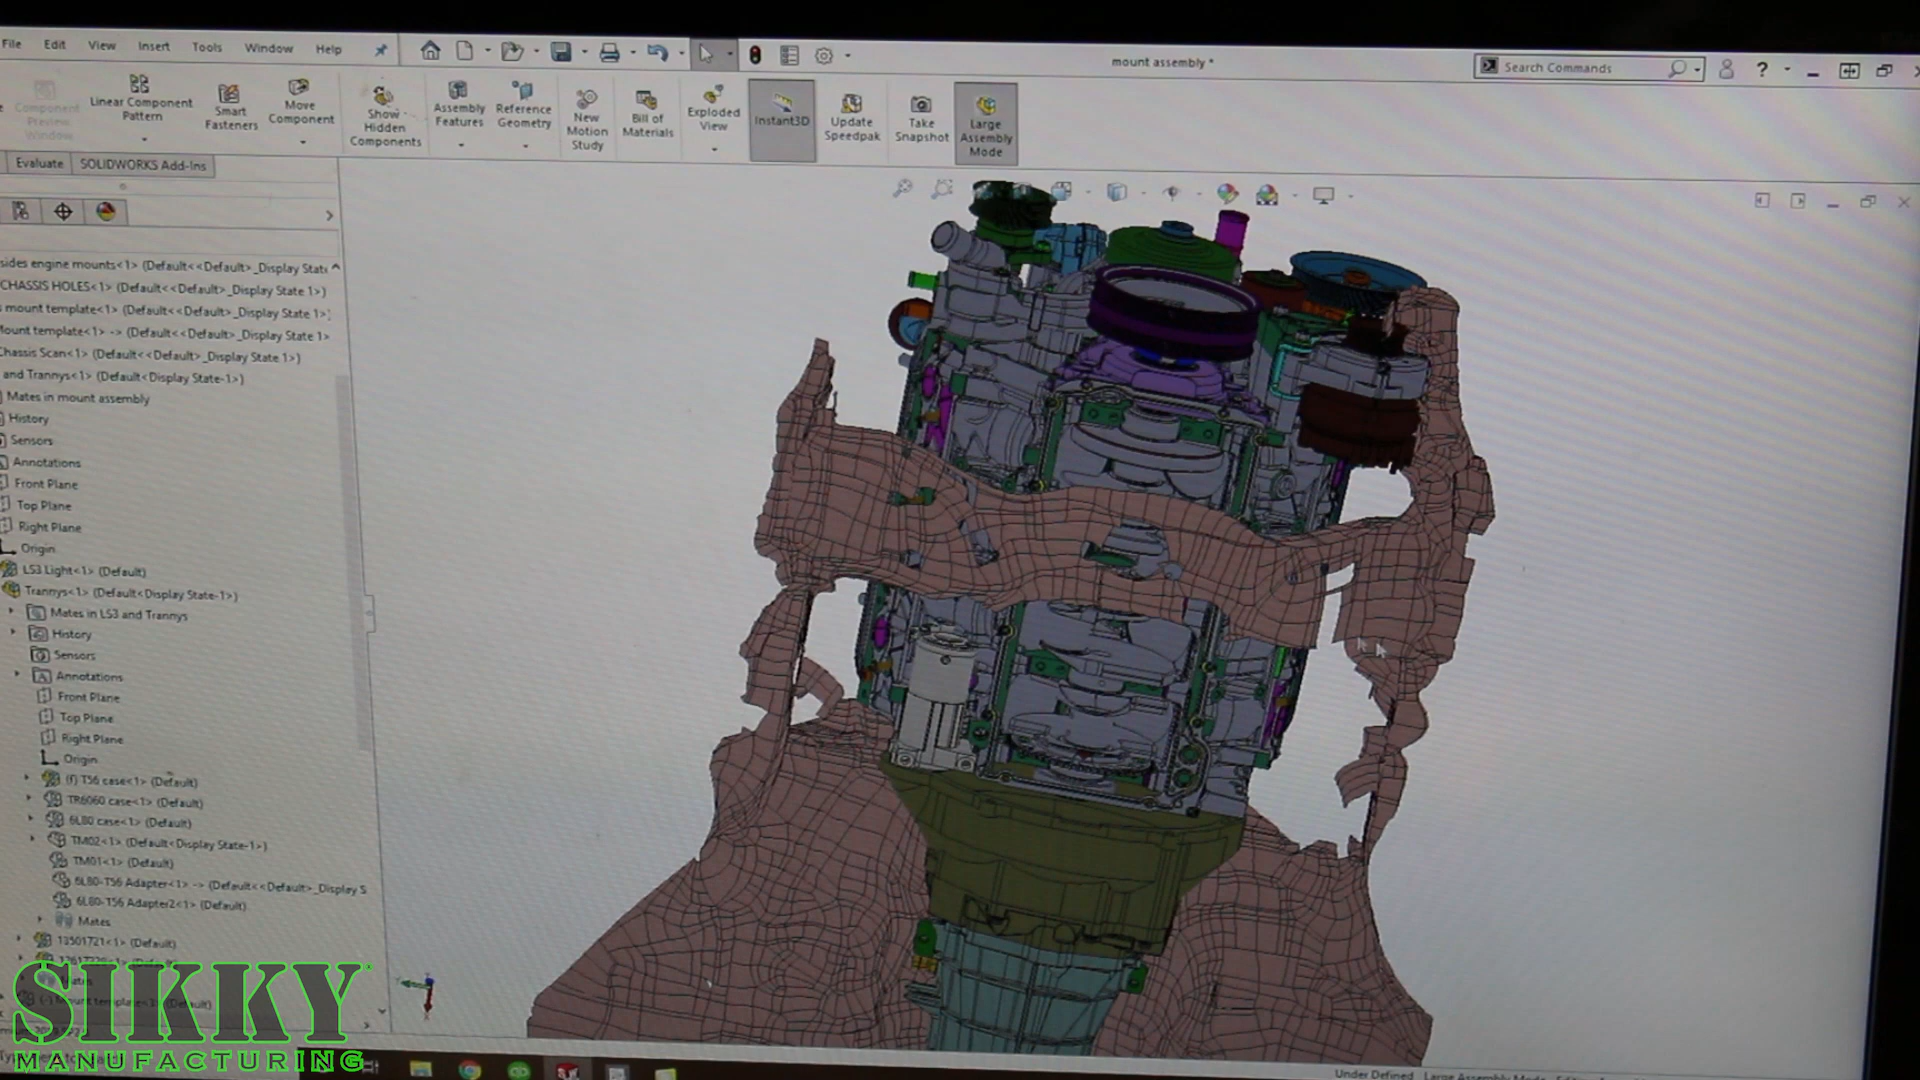 File Edit View Insert Tools Window Help
mount assembly *
Search Commands
Component Preview Window
Linear Component Pattern
Smart Fasteners
Move Component
Show Hidden Components
Assembly Features
Reference Geometry
New Motion Study
Bill of Materials
Exploded View
Instant3D
Update Speedpak
Take Snapshot
Large Assembly Mode
Evaluate SOLIDWORKS Add-Ins
sides engine mounts<1> (Default<<Default>_Display State
CHASSIS HOLES<1> (Default<<Default>_Display State 1>)
mount template<1> (Default<<Default>_Display State 1>)
Mount template<1> -> (Default<<Default>_Display State 1>
Chassis Scan<1> (Default<<Default>_Display State 1>)
and Trannys<1> (Default<Display State-1>)
Mates in mount assembly
History
Sensors
Annotations
Front Plane
Top Plane
Right Plane
Origin
LS3 Light<1> (Default)
Trannys<1> (Default<Display State-1>)
Mates in LS3 and Trannys
History
Sensors
Annotations
Front Plane
Top Plane
Right Plane
Origin
(f) T56 case<1> (Default)
TR6060 case<1> (Default)
6L80 case<1> (Default)
TM02<1> (Default<Display State-1>)
TM01<1> (Default)
6L80-T56 Adapter<1> -> (Default<<Default>_Display S
6L80-T56 Adapter2<1> (Default)
Mates
13501721<1> (Default)
SIKKY
MANUFACTURING
Under Defined Large Assembly Mode